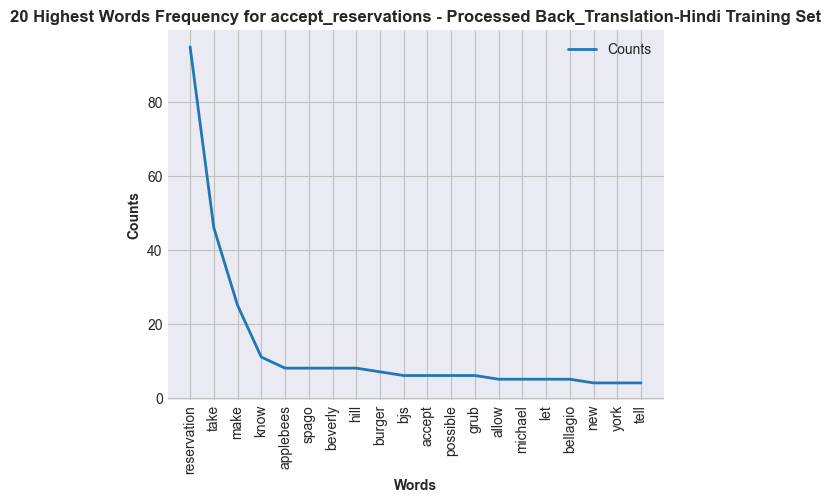 20 Highest Words Frequency for accept_reservations - Processed Back_Translation-Hindi Training Set
Counts
80
60
40
20
0
Counts
reservation
take
make
know
applebees
spago
beverly
hill
burger
bjs
accept
possible
grub
allow
michael
let
bellagio
new
york
tell
Words